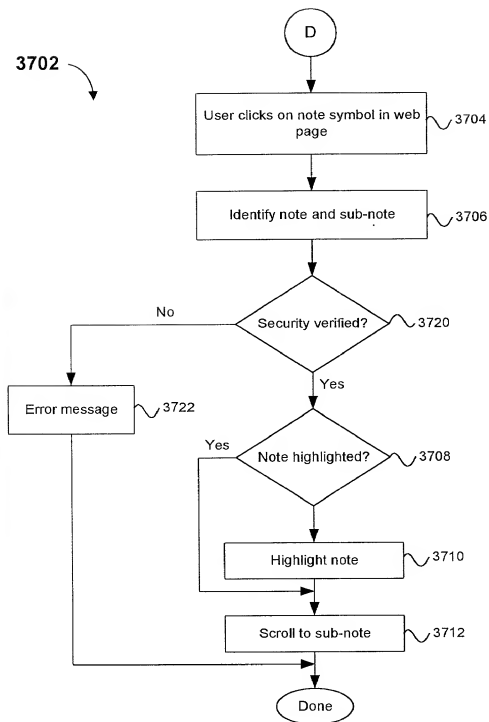 D
3702
User clicks on note symbol in web
page
3704
Identify note and sub-note
3706
Security verified?
3720
No
Yes
Error message
3722
Note highlighted?
3708
Yes
Highlight note
3710
Scroll to sub-note
3712
Done